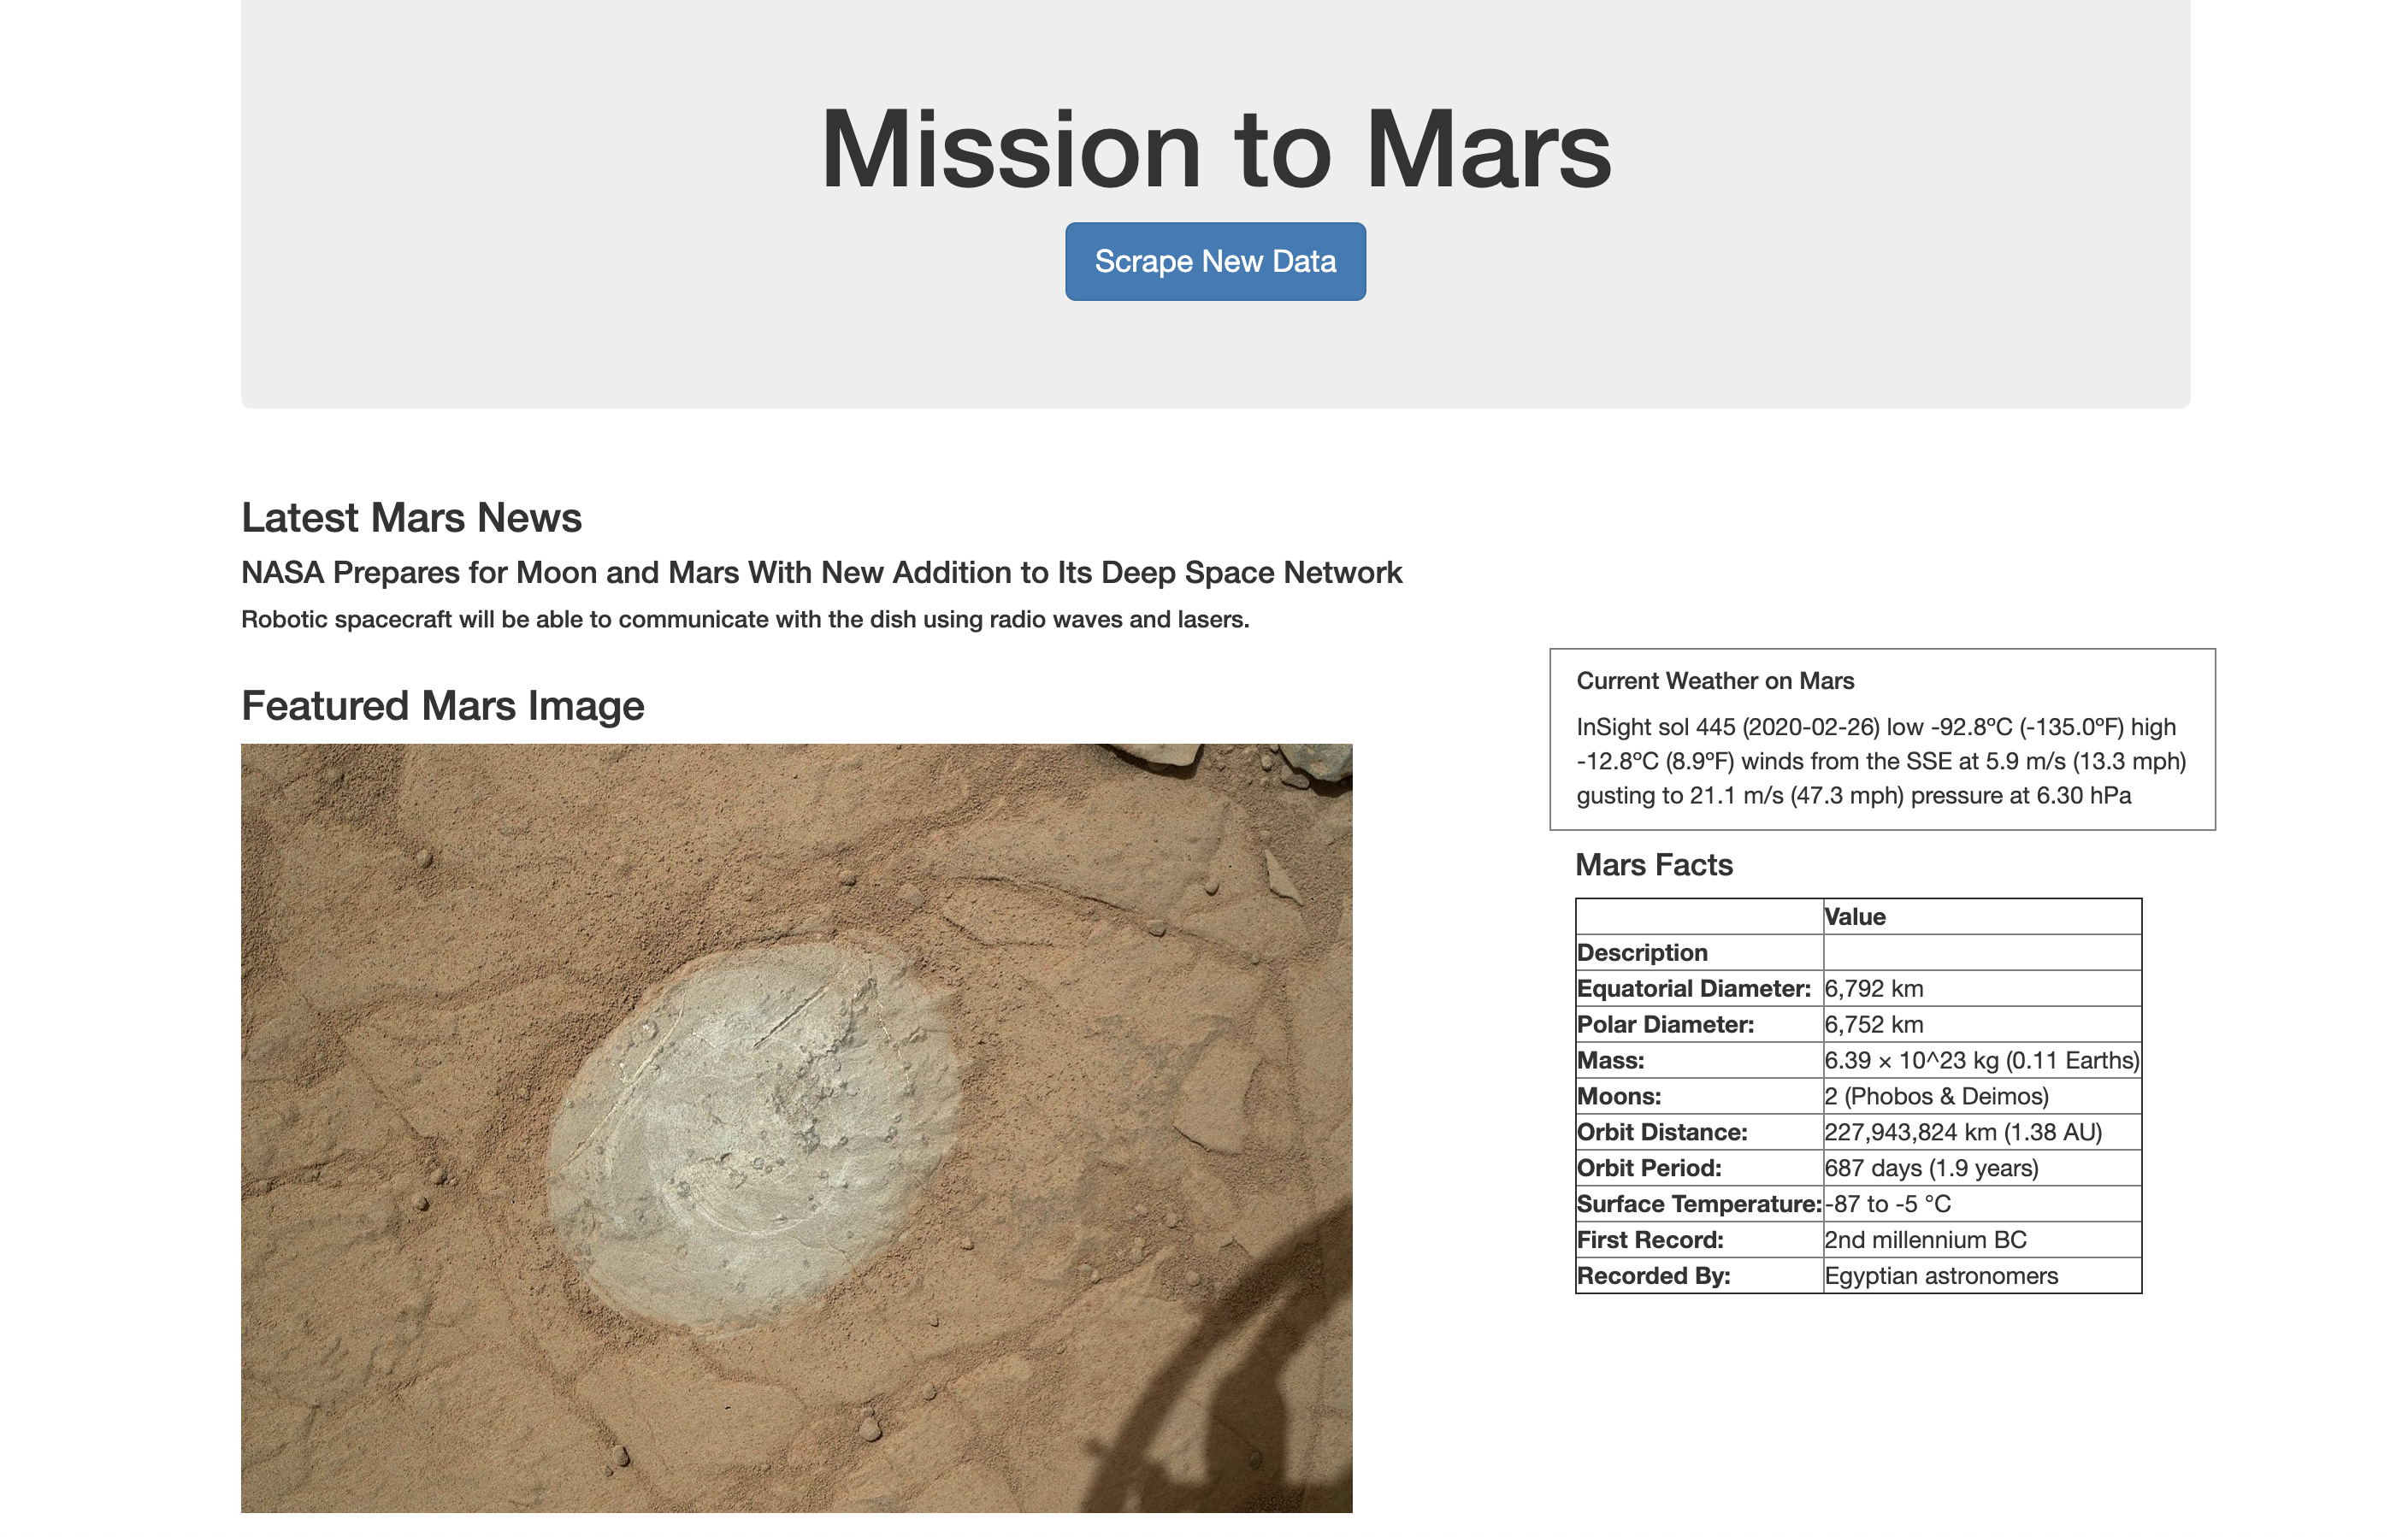 Mission to Mars
Scrape New Data
Latest Mars News
NASA Prepares for Moon and Mars With New Addition to Its Deep Space Network
Robotic spacecraft will be able to communicate with the dish using radio waves and lasers.
Featured Mars Image
Current Weather on Mars
InSight sol 445 (2020-02-26) low -92.8ºC (-135.0ºF) high
-12.8ºC (8.9ºF) winds from the SSE at 5.9 m/s (13.3 mph)
gusting to 21.1 m/s (47.3 mph) pressure at 6.30 hPa
Mars Facts
Value
Description
Equatorial Diameter: 6,792 km
Polar Diameter: 6,752 km
Mass: 6.39 × 10^23 kg (0.11 Earths)
Moons: 2 (Phobos & Deimos)
Orbit Distance: 227,943,824 km (1.38 AU)
Orbit Period: 687 days (1.9 years)
Surface Temperature: -87 to -5 °C
First Record: 2nd millennium BC
Recorded By: Egyptian astronomers